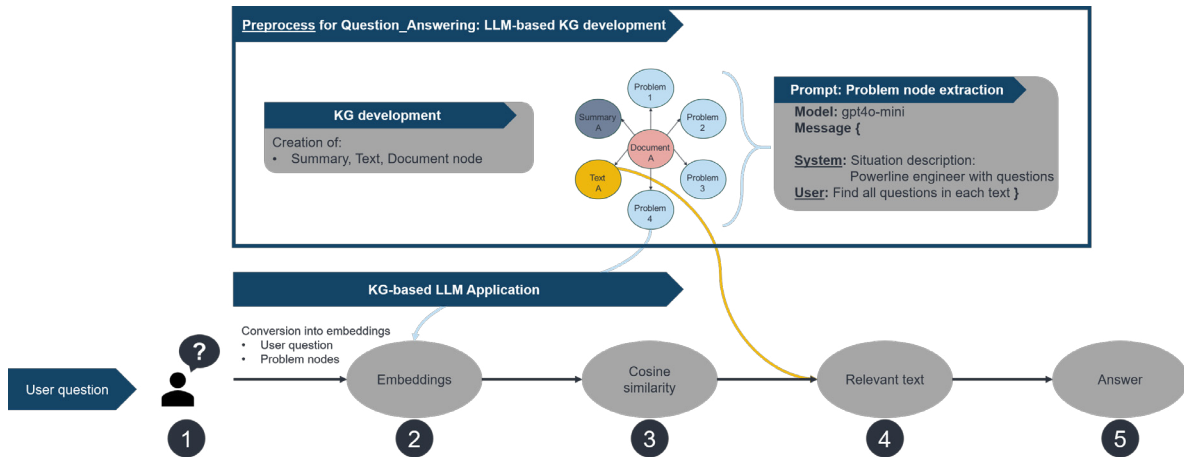 Preprocess for Question_Answering: LLM-based KG development
KG development
Creation of:
• Summary, Text, Document node
Problem
1
Summary
A
Problem
2
Document
A
Text
A
Problem
3
Problem
4
Prompt: Problem node extraction
Model: gpt4o-mini
Message {
System: Situation description:
Powerline engineer with questions
User: Find all questions in each text }
KG-based LLM Application
Conversion into embeddings
• User question
• Problem nodes
?
User question
Embeddings
Cosine
similarity
Relevant text
Answer
1
2
3
4
5